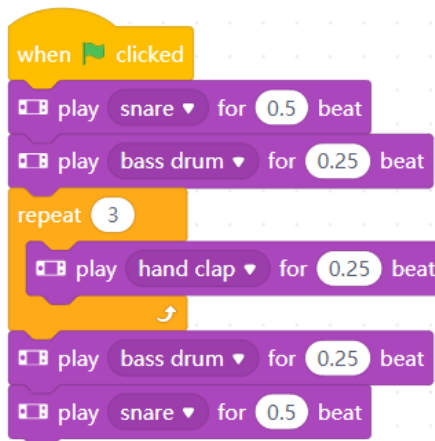 when clicked
play snare for 0.5 beat
play bass drum for 0.25 beat
repeat 3
play hand clap for 0.25 beat
play bass drum for 0.25 beat
play snare for 0.5 beat